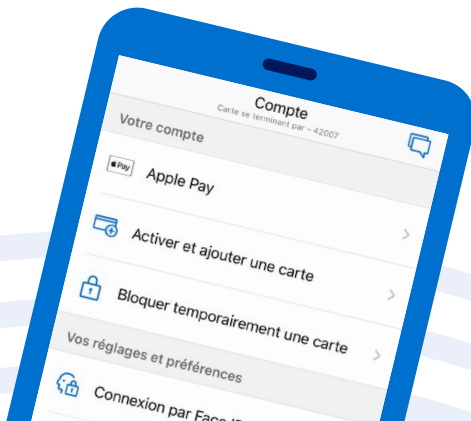 Compte
Carte se terminant par - 42007
Votre compte
Pay
Apple Pay
Activer et ajouter une carte
Bloquer temporairement une carte
Vos réglages et préférences
Connexion par Face